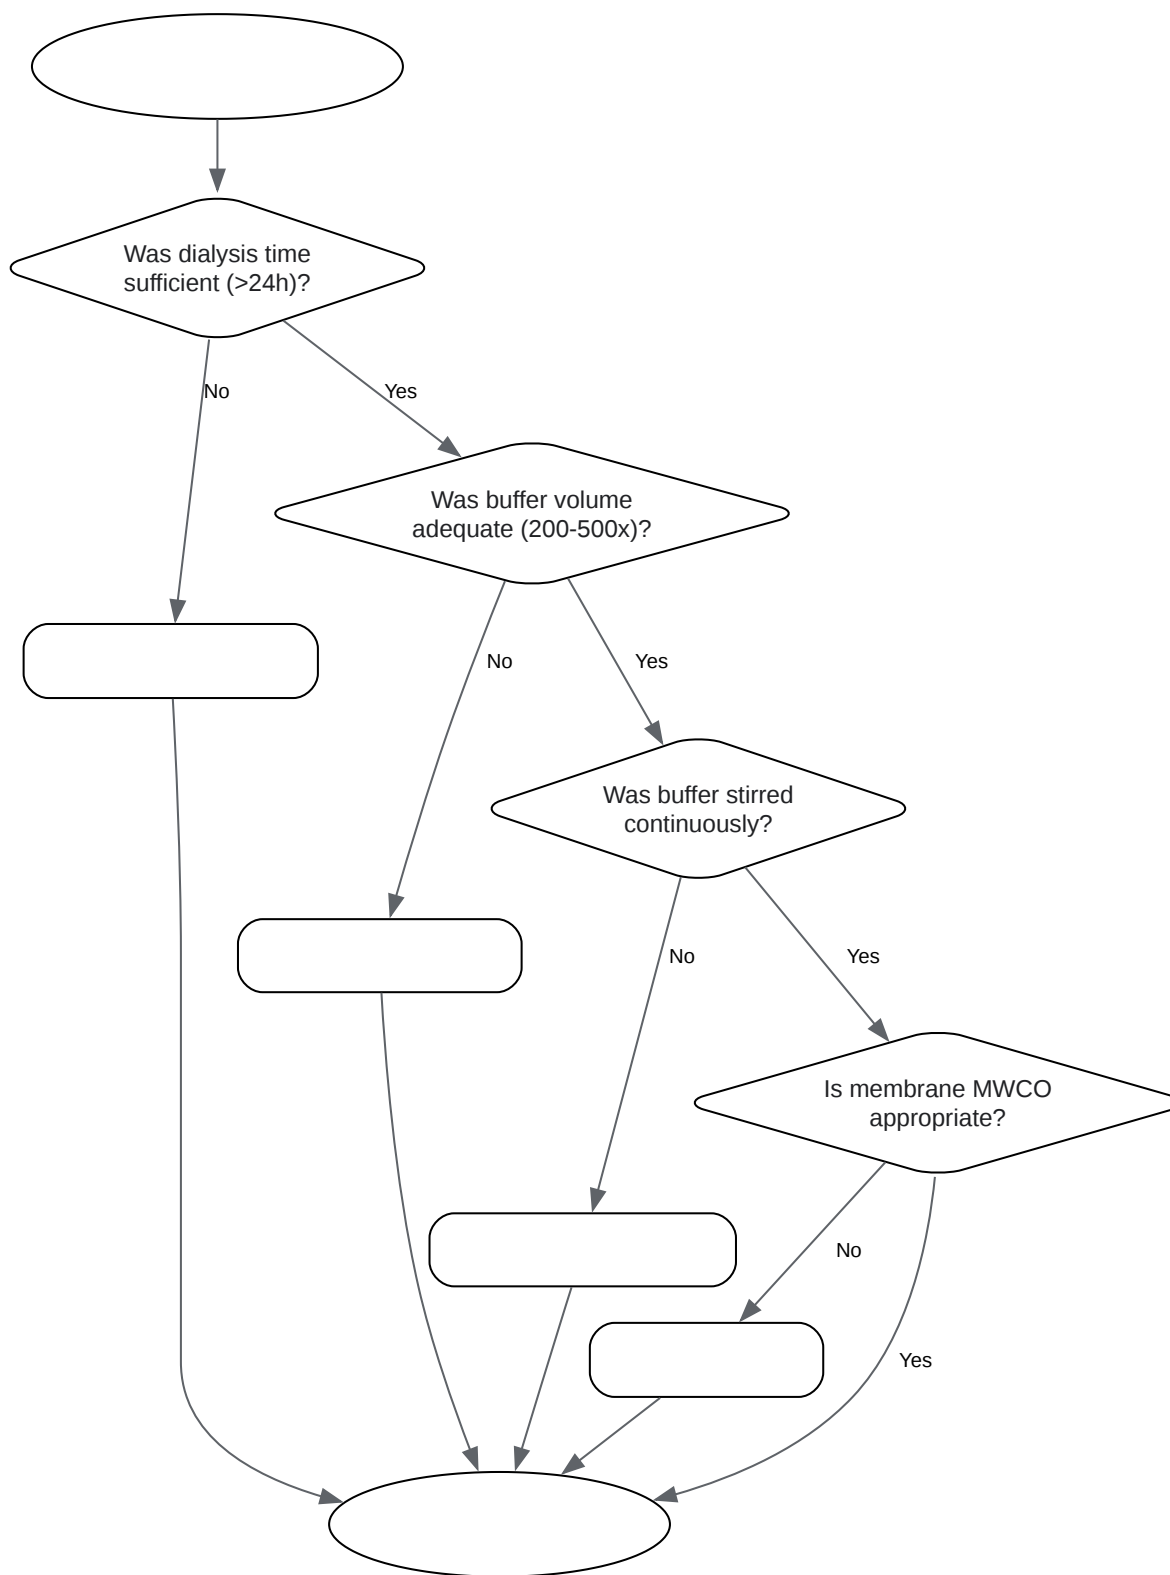 Was dialysis time
sufficient (>24h)?
No
Yes
Was buffer volume
adequate (200-500x)?
No
Yes
Was buffer stirred
continuously?
No
Yes
Is membrane MWCO
appropriate?
No
Yes